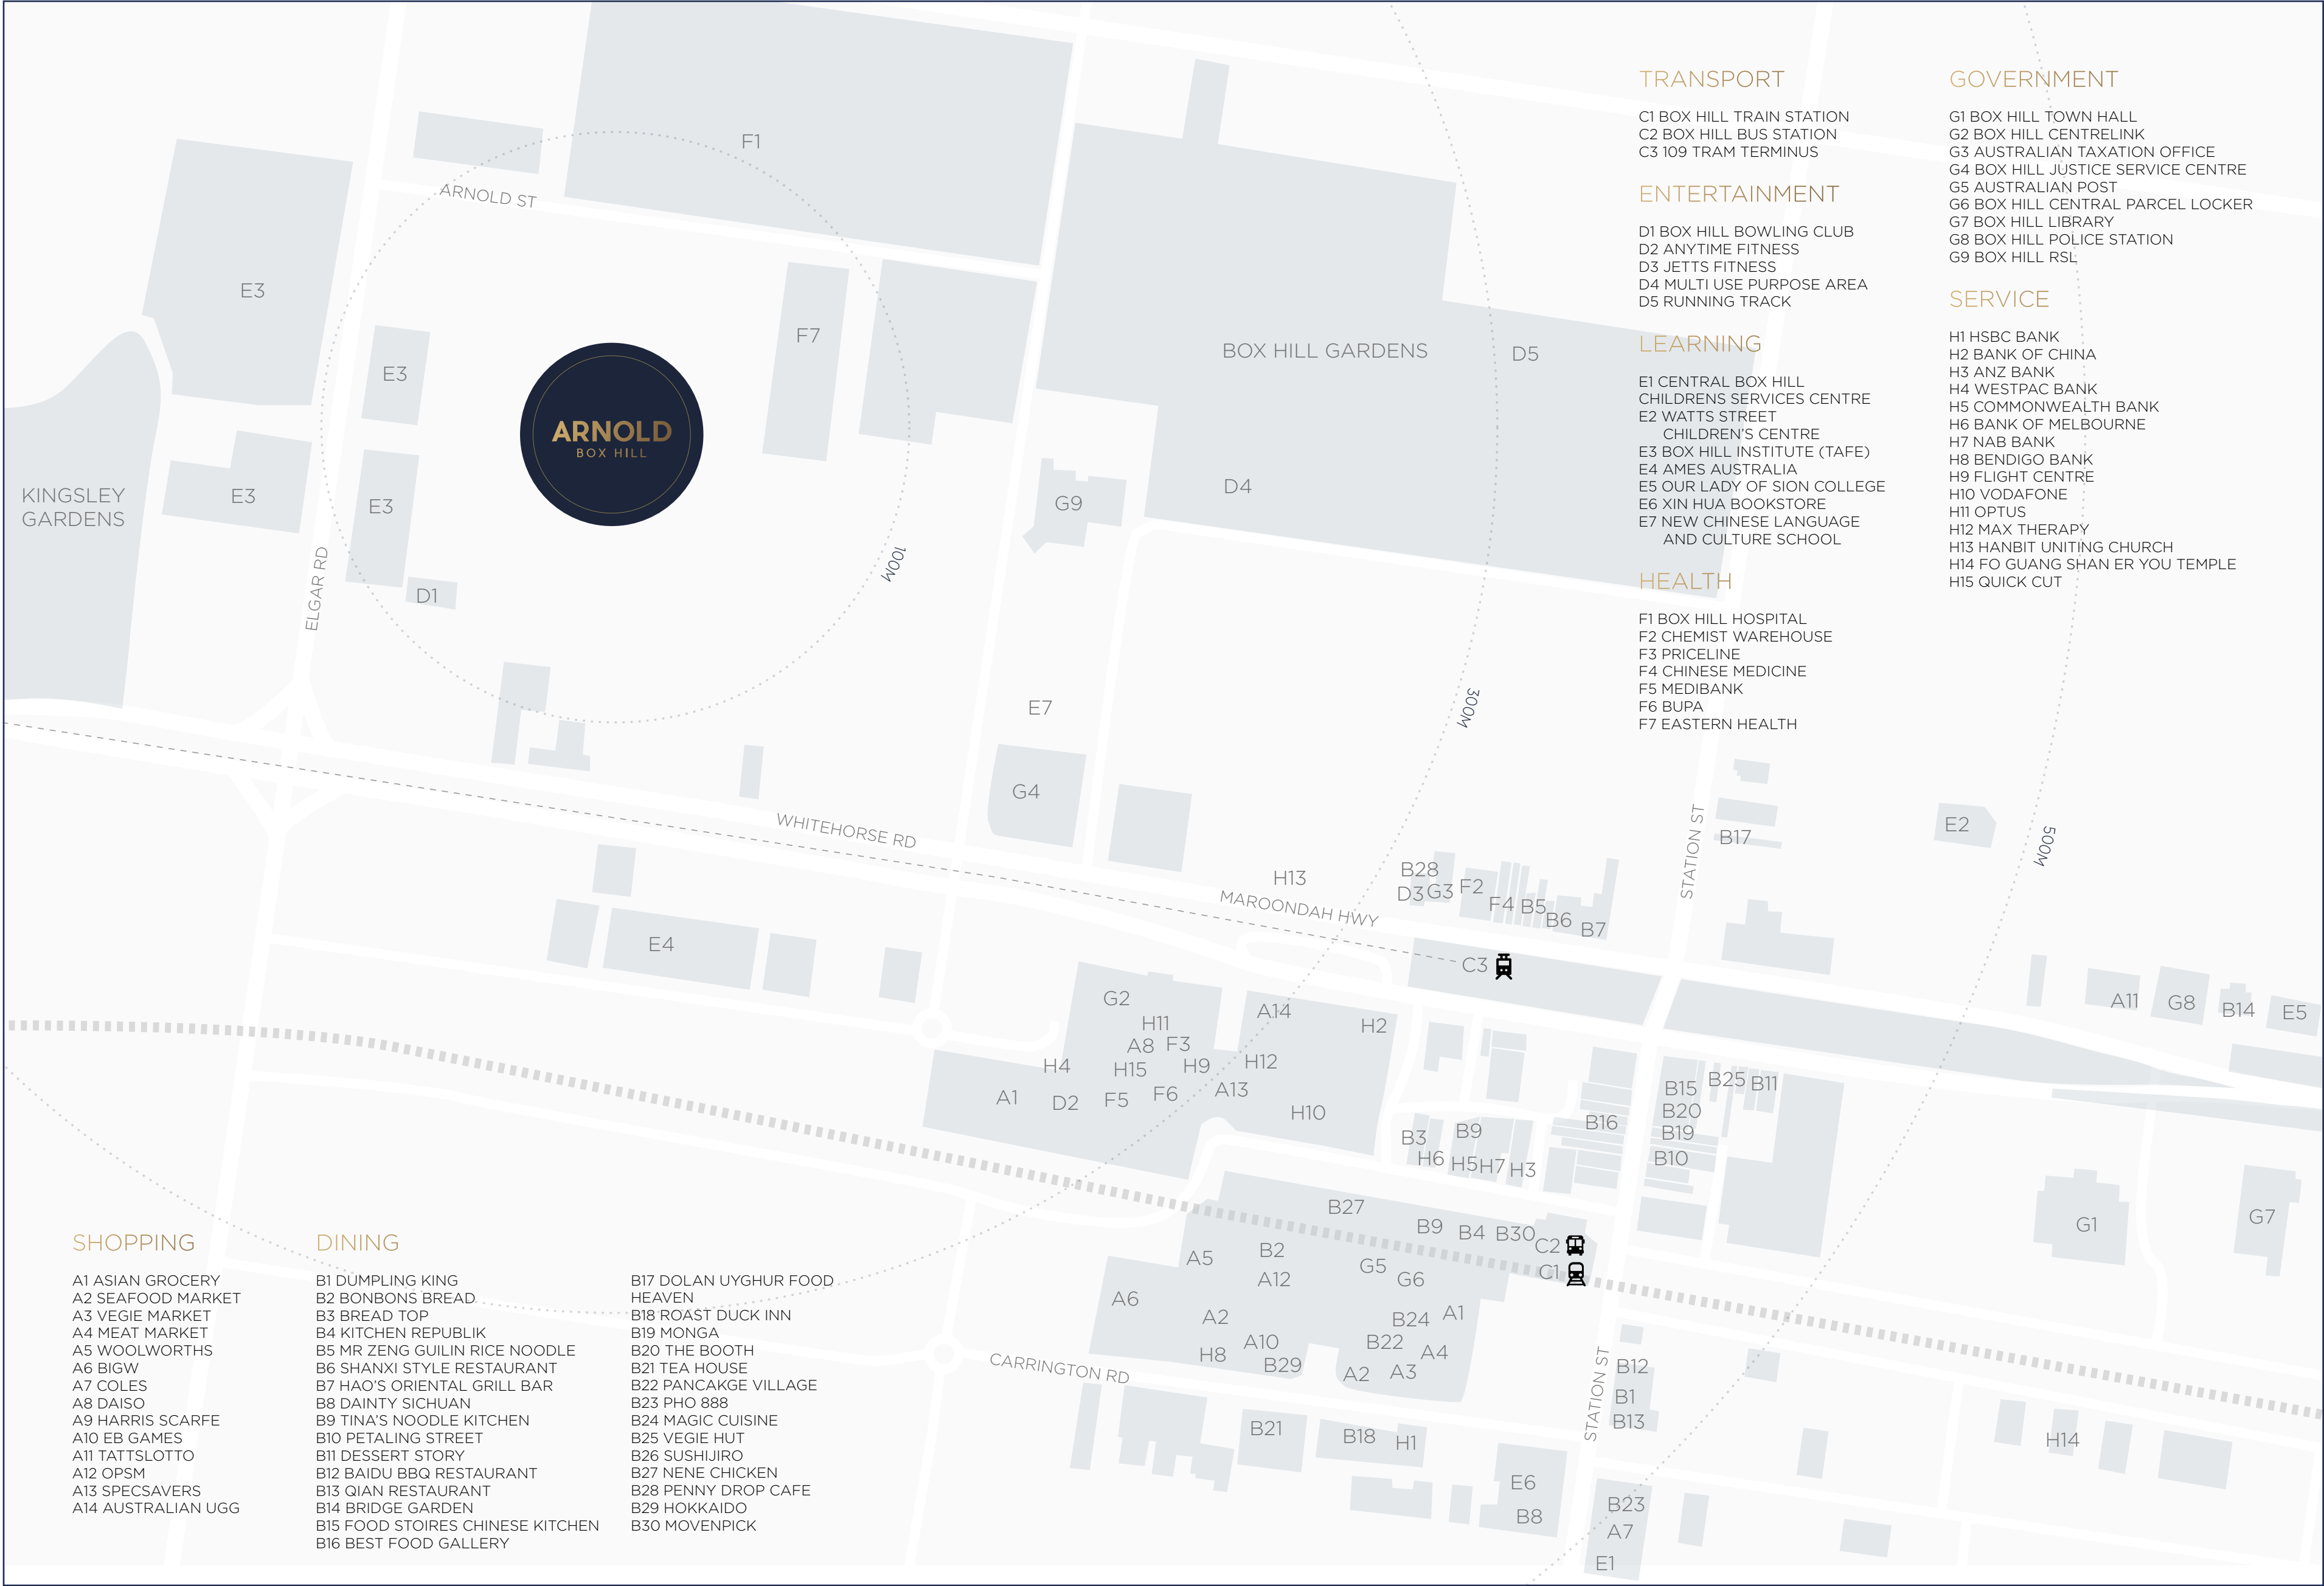 TRANSPORT
C1 BOX HILL TRAIN STATION
C2 BOX HILL BUS STATION
C3 109 TRAM TERMINUS
ENTERTAINMENT
D1 BOX HILL BOWLING CLUB
D2 ANYTIME FITNESS
D3 JETTS FITNESS
D4 MULTI USE PURPOSE AREA
D5 RUNNING TRACK
LEARNING
E1 CENTRAL BOX HILL
CHILDRENS SERVICES CENTRE
E2 WATTS STREET
CHILDREN'S CENTRE
E3 BOX HILL INSTITUTE (TAFE)
E4 AMES AUSTRALIA
E5 OUR LADY OF SION COLLEGE
E6 XIN HUA BOOKSTORE
E7 NEW CHINESE LANGUAGE
AND CULTURE SCHOOL
HEALTH
F1 BOX HILL HOSPITAL
F2 CHEMIST WAREHOUSE
F3 PRICELINE
F4 CHINESE MEDICINE
F5 MEDIBANK
F6 BUPA
F7 EASTERN HEALTH
GOVERNMENT
G1 BOX HILL TOWN HALL
G2 BOX HILL CENTRELINK
G3 AUSTRALIAN TAXATION OFFICE
G4 BOX HILL JUSTICE SERVICE CENTRE
G5 AUSTRALIAN POST
G6 BOX HILL CENTRAL PARCEL LOCKER
G7 BOX HILL LIBRARY
G8 BOX HILL POLICE STATION
G9 BOX HILL RSL
SERVICE
H1 HSBC BANK
H2 BANK OF CHINA
H3 ANZ BANK
H4 WESTPAC BANK
H5 COMMONWEALTH BANK
H6 BANK OF MELBOURNE
H7 NAB BANK
H8 BENDIGO BANK
H9 FLIGHT CENTRE
H10 VODAFONE
H11 OPTUS
H12 MAX THERAPY
H13 HANBIT UNITING CHURCH
H14 FO GUANG SHAN ER YOU TEMPLE
H15 QUICK CUT
F1
ARNOLD ST
E3
F7
E3
BOX HILL GARDENS
D5
ARNOLD
BOX HILL
KINGSLEY
GARDENS
E3
E3
D4
G9
ELGAR RD
D1
100M
E7
300M
G4
WHITEHORSE RD
STATION ST
B17
E2
500M
H13
MAROONDAH HWY
B28
D3
G3
F2
F4
B5
B6
B7
E4
C3
G2
H11
A8
F3
H15
H9
H4
A1
D2
F5
F6
A14
H2
H12
A13
H10
A11
G8
B14
E5
B15
B25
B11
B20
B16
B19
B10
B3
B9
H6
H5
H7
H3
G1
G7
B27
B9
B4
B30
C2
C1
A5
B2
A12
G5
G6
A6
A2
B24
A1
A10
B22
A4
H8
B29
A2
A3
CARRINGTON RD
STATION ST
B12
B1
B13
B21
B18
H1
H14
E6
B8
B23
A7
E1
SHOPPING
A1 ASIAN GROCERY
A2 SEAFOOD MARKET
A3 VEGIE MARKET
A4 MEAT MARKET
A5 WOOLWORTHS
A6 BIGW
A7 COLES
A8 DAISO
A9 HARRIS SCARFE
A10 EB GAMES
A11 TATTSLOTTO
A12 OPSM
A13 SPECSAVERS
A14 AUSTRALIAN UGG
DINING
B1 DUMPLING KING
B2 BONBONS BREAD
B3 BREAD TOP
B4 KITCHEN REPUBLIK
B5 MR ZENG GUILIN RICE NOODLE
B6 SHANXI STYLE RESTAURANT
B7 HAO'S ORIENTAL GRILL BAR
B8 DAINTY SICHUAN
B9 TINA'S NOODLE KITCHEN
B10 PETALING STREET
B11 DESSERT STORY
B12 BAIDU BBQ RESTAURANT
B13 QIAN RESTAURANT
B14 BRIDGE GARDEN
B15 FOOD STOIRES CHINESE KITCHEN
B16 BEST FOOD GALLERY
B17 DOLAN UYGHUR FOOD
HEAVEN
B18 ROAST DUCK INN
B19 MONGA
B20 THE BOOTH
B21 TEA HOUSE
B22 PANCAKGE VILLAGE
B23 PHO 888
B24 MAGIC CUISINE
B25 VEGIE HUT
B26 SUSHIJIRO
B27 NENE CHICKEN
B28 PENNY DROP CAFE
B29 HOKKAIDO
B30 MOVENPICK